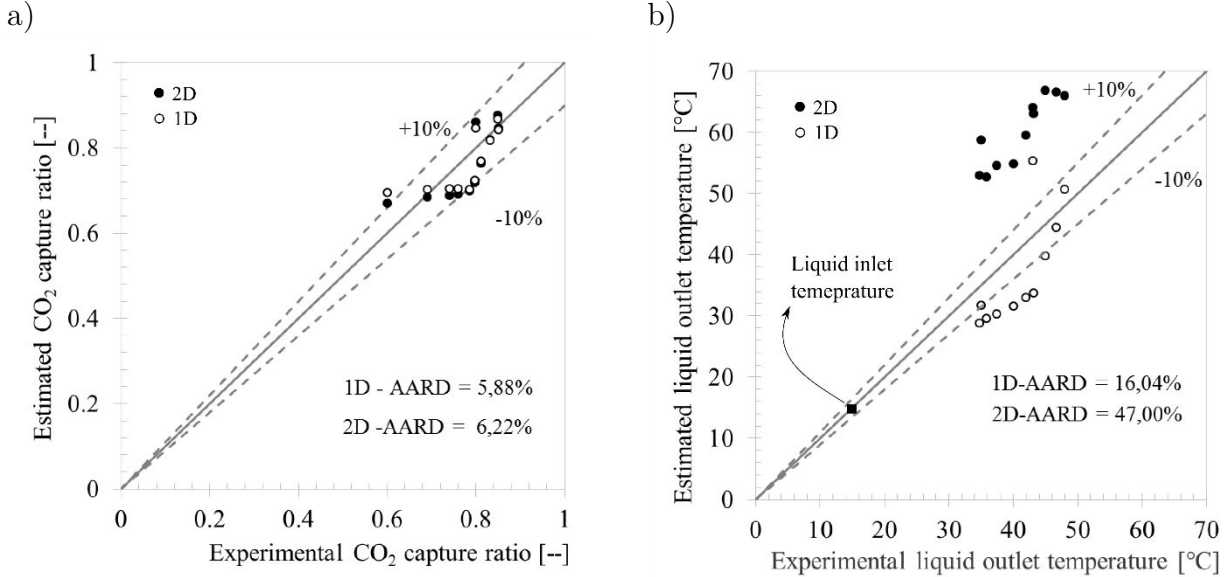 a)
1
0.8
0.6
0.4
0.2
0
0
0.2
0.4
0.6
0.8
1
Estimated CO₂ capture ratio [--]
Experimental CO₂ capture ratio [--]
2D
1D
+10%
-10%
1D - AARD = 5,88%
2D -AARD = 6,22%
b)
70
60
50
40
30
20
10
0
0
10
20
30
40
50
60
70
Estimated liquid outlet temperature [°C]
Experimental liquid outlet temperature [°C]
2D
1D
+10%
-10%
Liquid inlet
temeprature
1D-AARD = 16,04%
2D-AARD = 47,00%